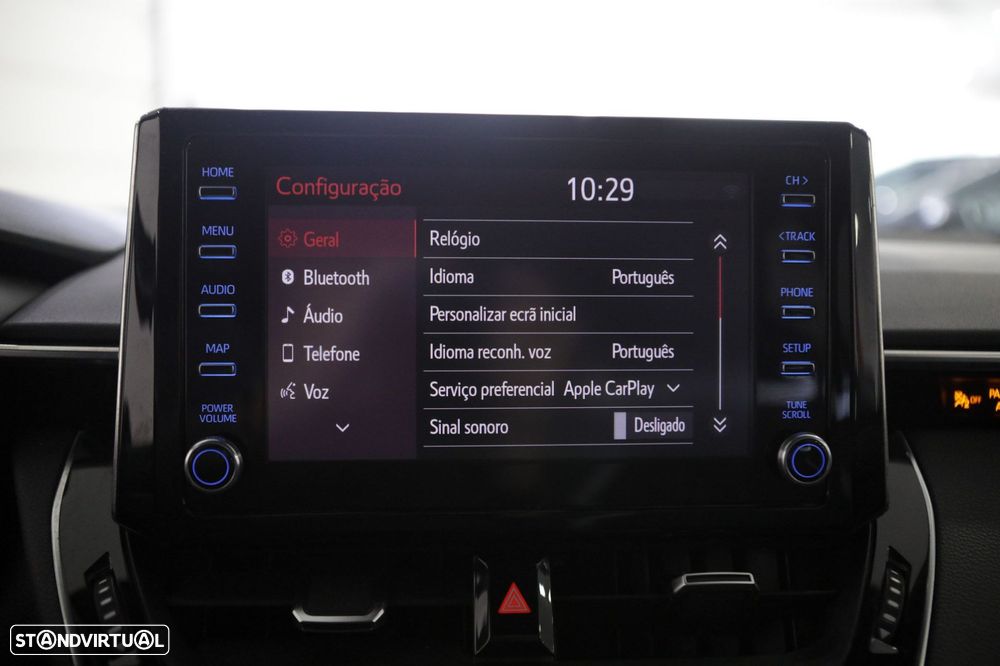 HOME
MENU
AUDIO
MAP
POWER
VOLUME
Configuração 10:29
Geral
Bluetooth
Áudio
Telefone
Voz
Relógio
Idioma Português
Personalizar ecrã inicial
Idioma reconh. voz Português
Serviço preferencial Apple CarPlay
Sinal sonoro Desligado
CH >
< TRACK
PHONE
SETUP
TUNE
SCROLL
OFF
STANDVIRTUAL